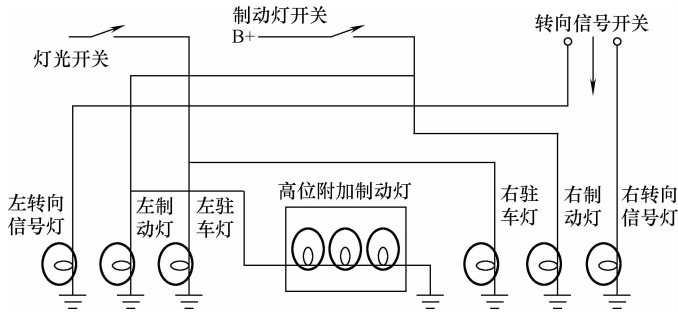 制动灯开关
B+
转向信号开关
灯光开关
左转向
信号灯
左制
动灯
左驻
车灯
高位附加制动灯
右驻
车灯
右制
动灯
右转向
信号灯